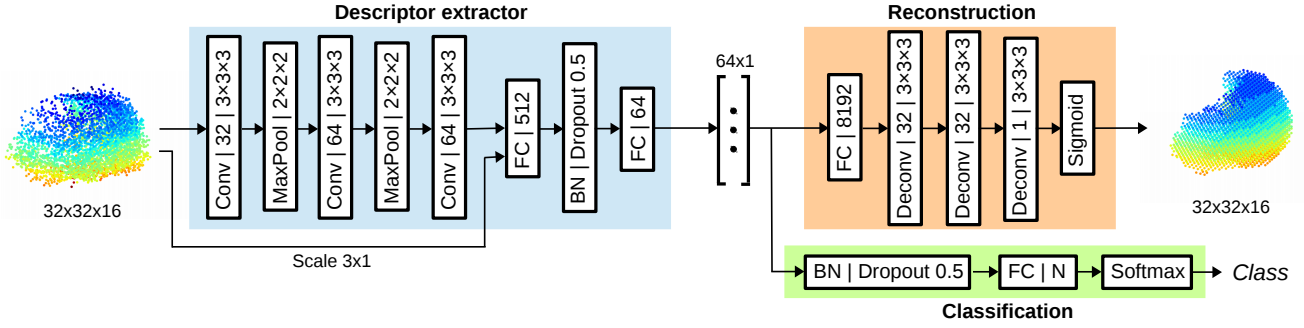 Descriptor extractor
Reconstruction
Conv | 32 | 3×3×3
MaxPool | 2×2×2
Conv | 64 | 3×3×3
MaxPool | 2×2×2
Conv | 64 | 3×3×3
FC | 512
BN | Dropout 0.5
FC | 64
64x1
FC | 8192
Deconv | 32 | 3×3×3
Deconv | 32 | 3×3×3
Deconv | 1 | 3×3×3
Sigmoid
32x32x16
32x32x16
Scale 3x1
BN | Dropout 0.5
FC | N
Softmax
Class
Classification